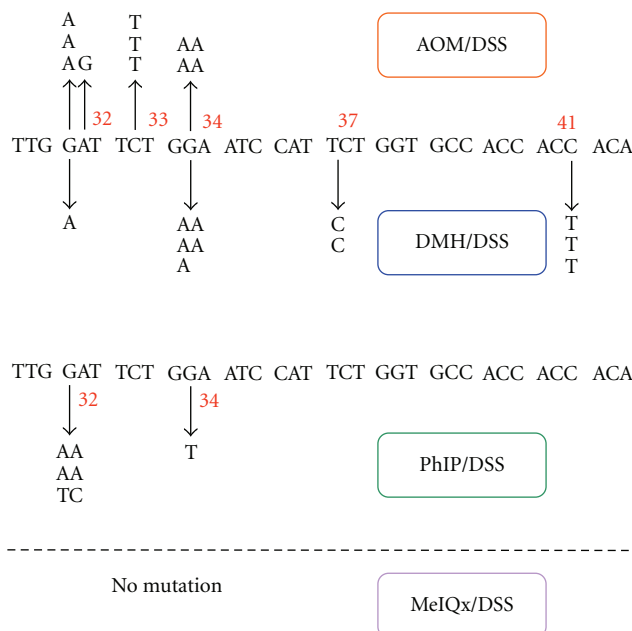 A T
A T AA
A G T AA
AOM/DSS
32 33 34 37 41
TTG GAT TCT GGA ATC CAT TCT GGT GCC ACC ACC ACA
A AA C T
AA C T
A T
DMH/DSS
TTG GAT TCT GGA ATC CAT TCT GGT GCC ACC ACC ACA
32 34
AA T
AA
TC
PhIP/DSS
No mutation
MeIQx/DSS